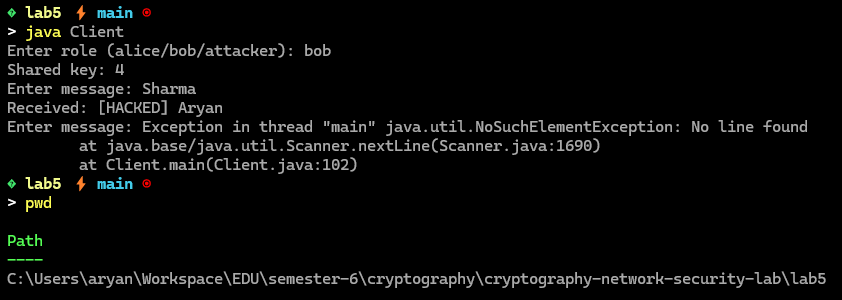 lab5 main
> java Client
Enter role (alice/bob/attacker): bob
Shared key: 4
Enter message: Sharma
Received: [HACKED] Aryan
Enter message: Exception in thread "main" java.util.NoSuchElementException: No line found
        at java.base/java.util.Scanner.nextLine(Scanner.java:1690)
        at Client.main(Client.java:102)
lab5 main
> pwd
Path
----
C:\Users\aryan\Workspace\EDU\semester-6\cryptography\cryptography-network-security-lab\lab5